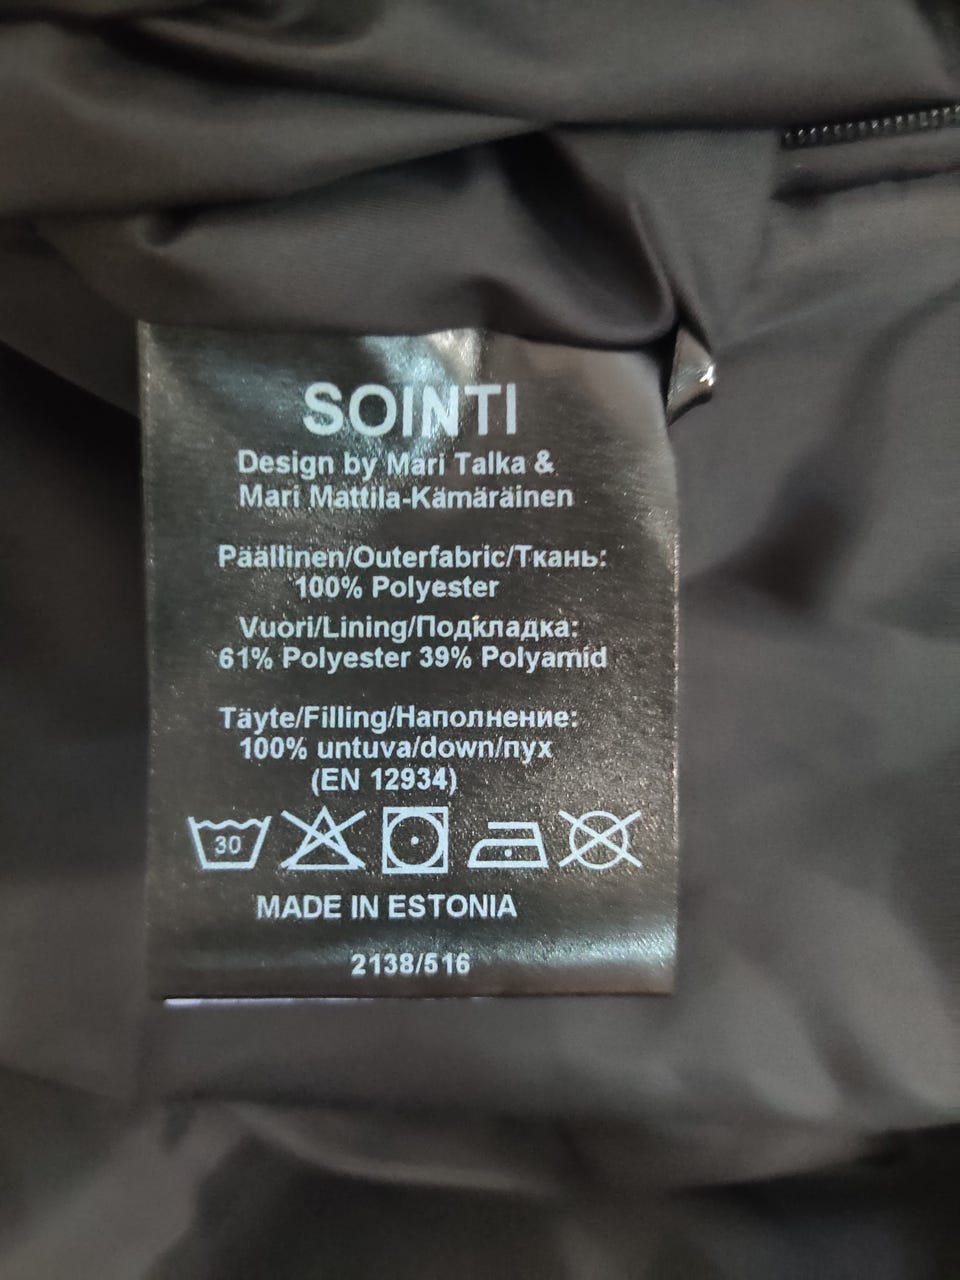 SOINTI
Design by Mari Talka &
Mari Mattila-Kämäräinen
Päällinen/Outerfabric/Ткань:
100% Polyester
Vuori/Lining/Подкладка:
61% Polyester 39% Polyamid
Täyte/Filling/Наполнение:
100% untuva/down/пух
(EN 12934)
30
MADE IN ESTONIA
2138/516